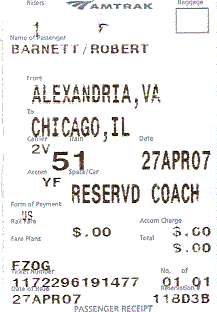 Riders AMTRAK Baggage
1
Name of Passenger
BARNETT/ROBERT
From
ALEXANDRIA,VA
To
CHICAGO,IL
Carrier Train Date
2V 51 27APR07
Accom Space/Car
YF RESERVD COACH
Form of Payment
Rail Fare $.00 Accom Charge $.00
Fare Plans Total $.00
Ticket Number No. of
1172296191477 01 01
Date of Issue Reservation #
27APR07 118D3B
PASSENGER RECEIPT